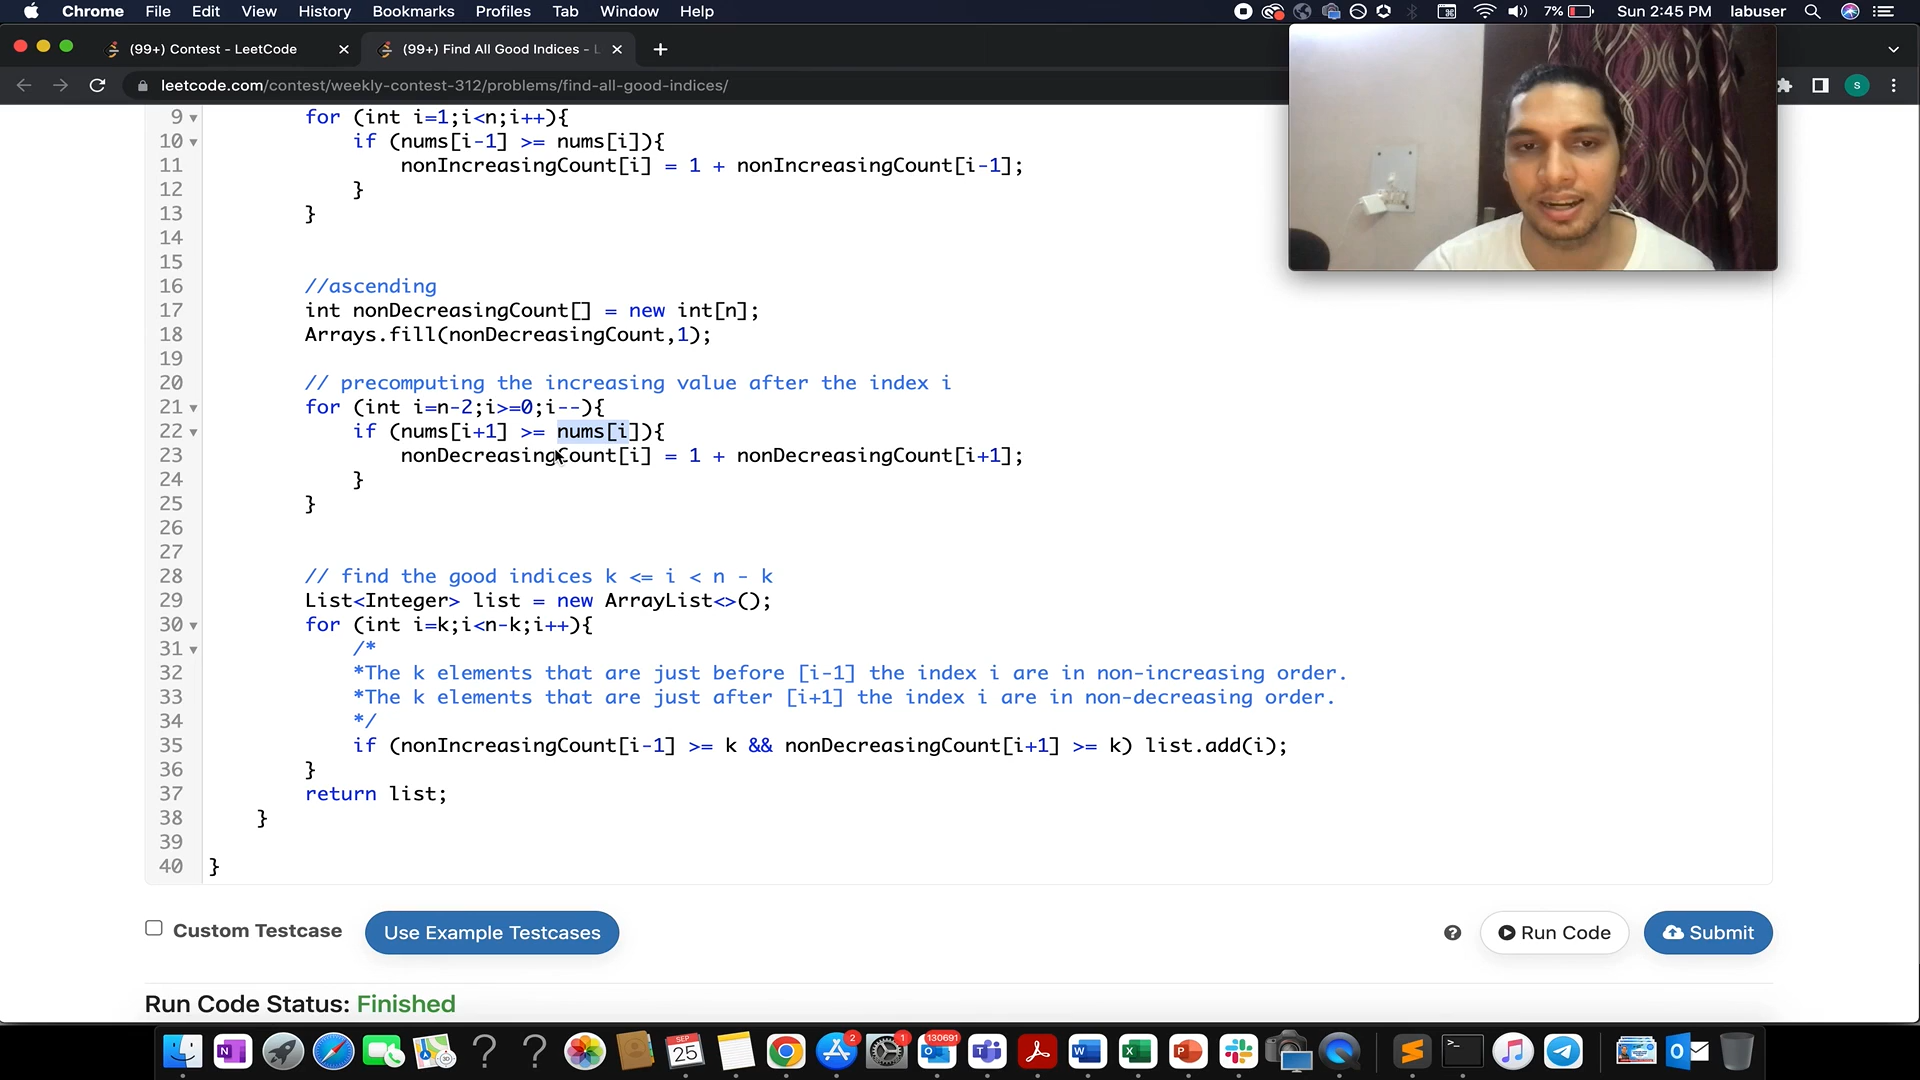 Chrome File Edit View History Bookmarks Profiles Tab Window Help 7% Sun 2:45 PM labuser
(99+) Contest - LeetCode (99+) Find All Good Indices -
leetcode.com/contest/weekly-contest-312/problems/find-all-good-indices/ s
9 for (int i=1;i<n;i++){
10 if (nums[i-1] >= nums[i]){
11 nonIncreasingCount[i] = 1 + nonIncreasingCount[i-1];
12 }
13 }
14
15
16 //ascending
17 int nonDecreasingCount[] = new int[n];
18 Arrays.fill(nonDecreasingCount,1);
19
20 // precomputing the increasing value after the index i
21 for (int i=n-2;i>=0;i--){
22 if (nums[i+1] >= nums[i]){
23 nonDecreasingCount[i] = 1 + nonDecreasingCount[i+1];
24 }
25 }
26
27
28 // find the good indices k <= i < n - k
29 List<Integer> list = new ArrayList<>();
30 for (int i=k;i<n-k;i++){
31 /*
32 *The k elements that are just before [i-1] the index i are in non-increasing order.
33 *The k elements that are just after [i+1] the index i are in non-decreasing order.
34 */
35 if (nonIncreasingCount[i-1] >= k && nonDecreasingCount[i+1] >= k) list.add(i);
36 }
37 return list;
38 }
39
40 }
Custom Testcase Use Example Testcases ? Run Code Submit
Run Code Status: Finished
N ? ? SEP 25 2 1 130691 W X P